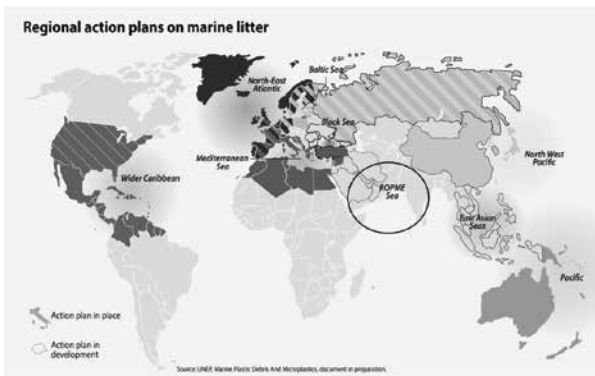 Regional action plans on marine litter
Baltic Sea
North-East
Atlantic
Black Sea
Mediterranean
Sea
North West
Pacific
Wider Caribbean
ROPME
Sea
East Asian
Seas
Pacific
Action plan in place
Action plan in
development
Source: UNEP, Marine Plastic Debris And Microplastics, document in preparation.